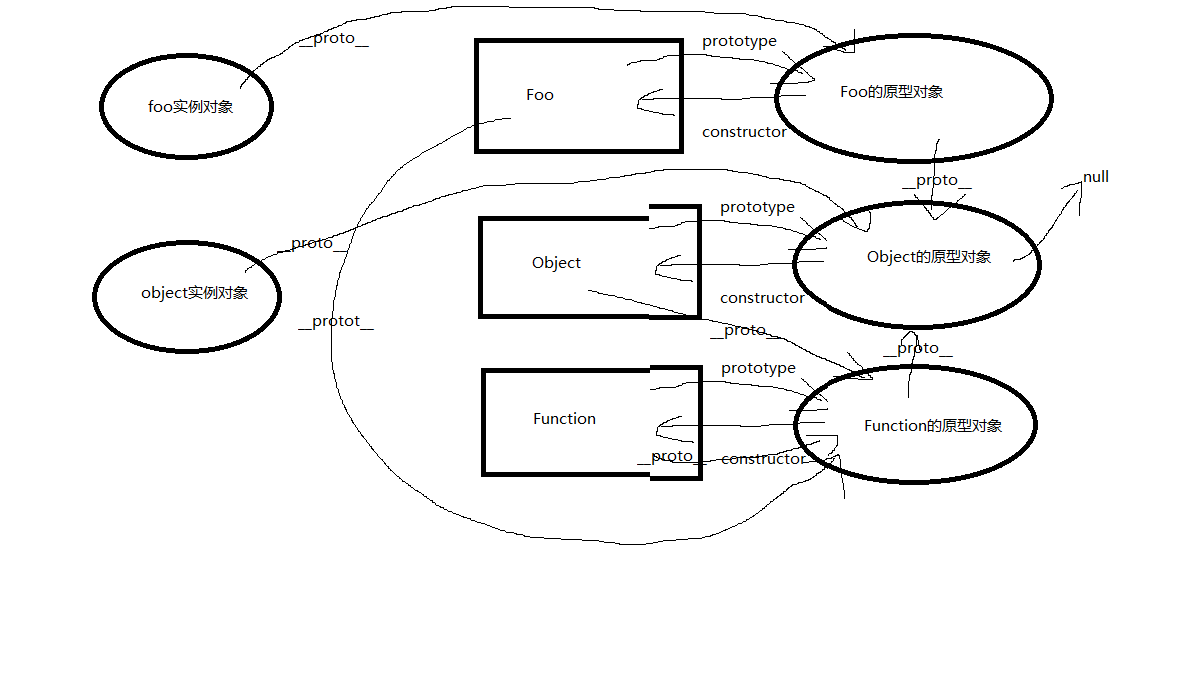 __proto__
prototype
foo实例对象
Foo
Foo的原型对象
constructor
__proto__
null
prototype
__proto__
object实例对象
Object
Object的原型对象
constructor
__protot__
__proto__
__proto__
prototype
Function
Function的原型对象
__proto__
constructor